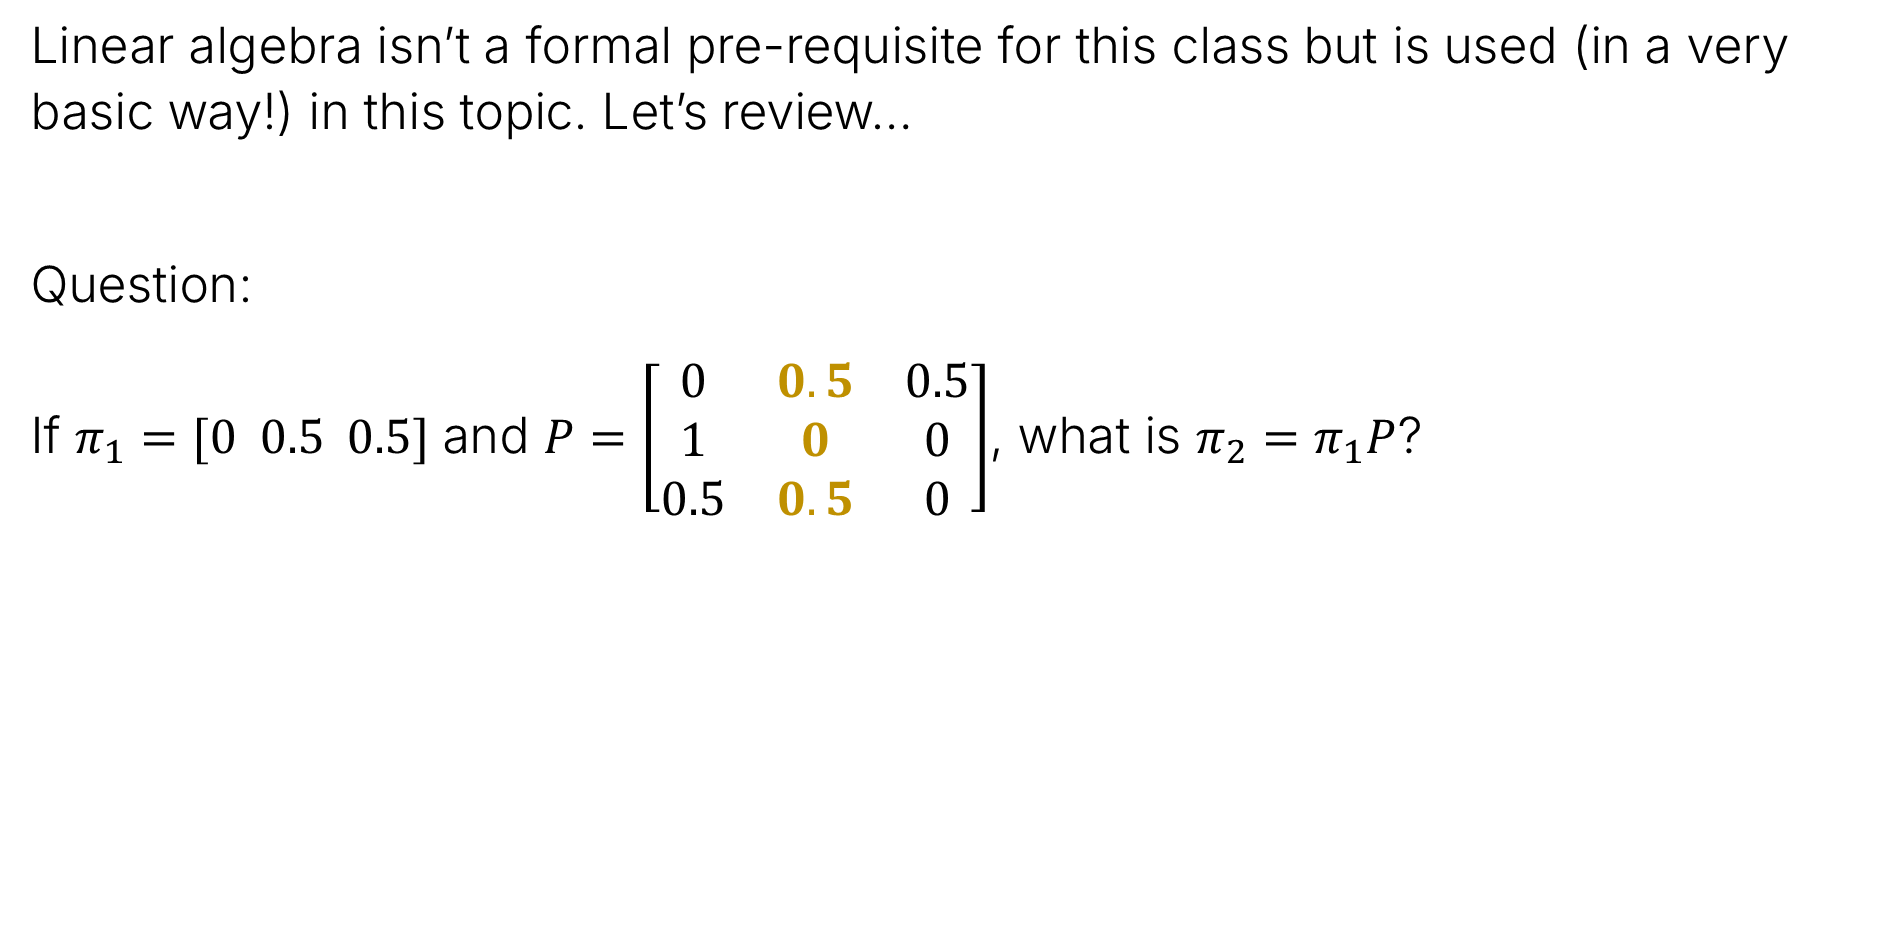 Linear algebra isn’t a formal pre-requisite for this class but is used (in a very
basic way!) in this topic. Let’s review...
Question:
If π₁ = [0 0.5 0.5] and P = [0 0.5 0.5; 1 0 0; 0.5 0.5 0], what is π₂ = π₁P?